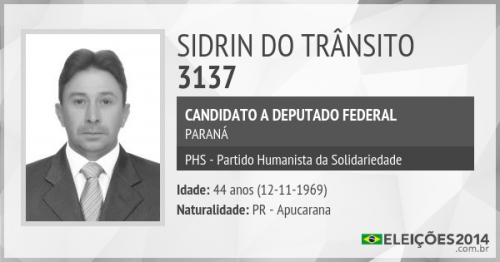 SIDRIN DO TRÂNSITO
3137
CANDIDATO A DEPUTADO FEDERAL
PARANÁ
PHS - Partido Humanista da Solidariedade
Idade: 44 anos (12-11-1969)
Naturalidade: PR - Apucarana
ELEIÇÕES2014
.com.br